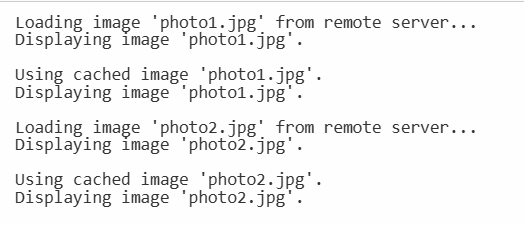 Loading image 'photo1.jpg' from remote server...
Displaying image 'photo1.jpg'.
Using cached image 'photo1.jpg'.
Displaying image 'photo1.jpg'.
Loading image 'photo2.jpg' from remote server...
Displaying image 'photo2.jpg'.
Using cached image 'photo2.jpg'.
Displaying image 'photo2.jpg'.